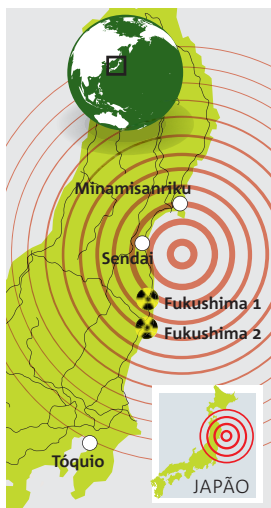 Minamisanriku
Sendai
Fukushima 1
Fukushima 2
Tóquio
JAPÃO